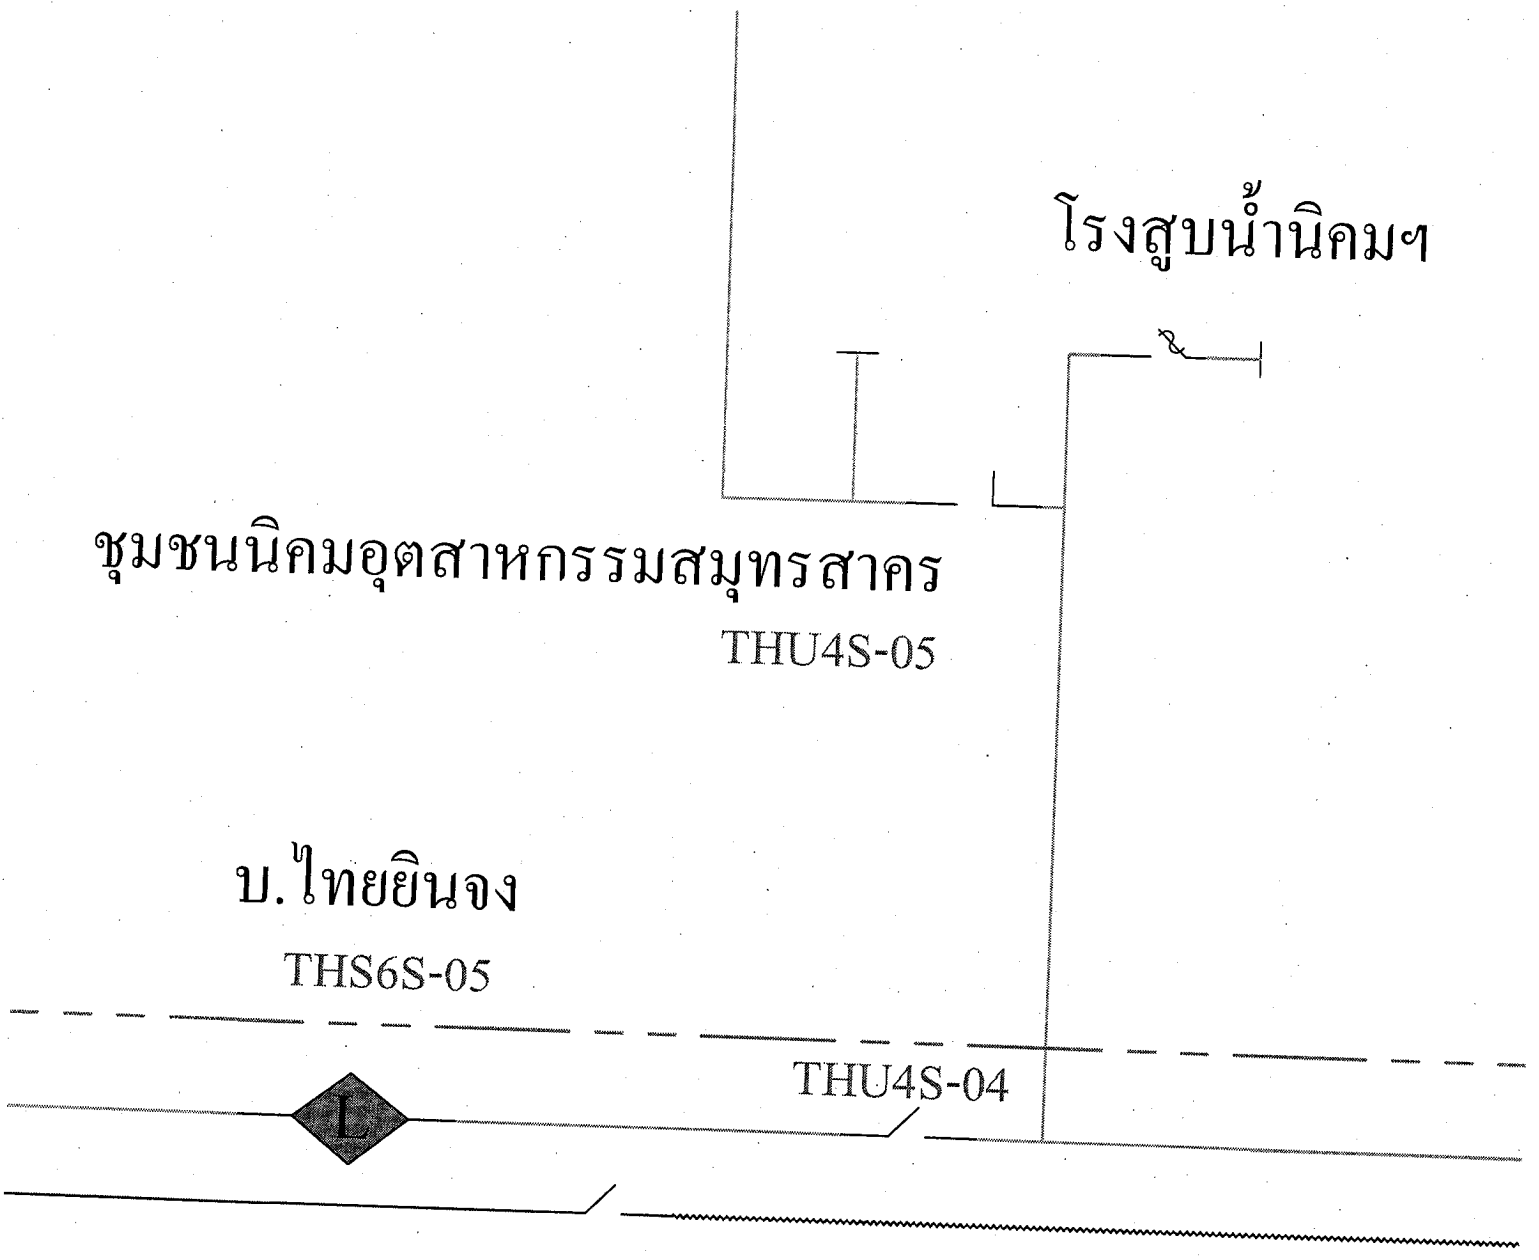 โรงสูบน้ำนิคมฯ
ชุมชนนิคมอุตสาหกรรมสมุทรสาคร
THU4S-05
บ.ไทยยินจง
THS6S-05
THU4S-04
L